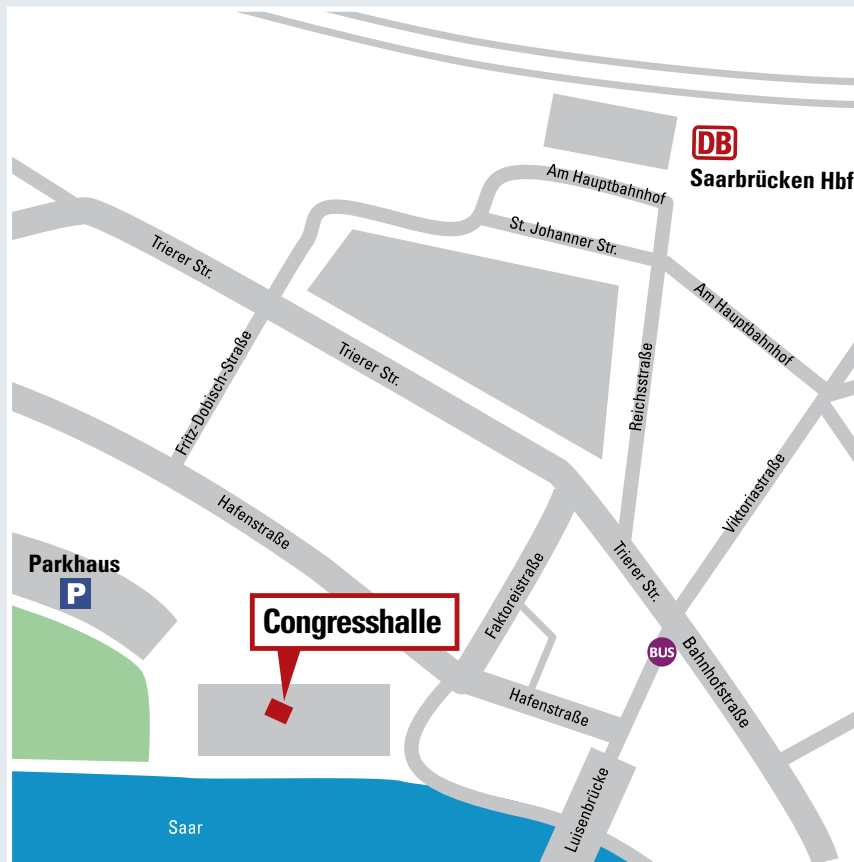 DB
Saarbrücken Hbf
Am Hauptbahnhof
St. Johanner Str.
Trierer Str.
Am Hauptbahnhof
Trierer Str.
Reichsstraße
Fritz-Dobisch-Straße
Viktoriastraße
Hafenstraße
Trierer Str.
Faktoreistraße
Parkhaus
P
Congresshalle
BUS
Bahnhofstraße
Hafenstraße
Luisenbrücke
Saar